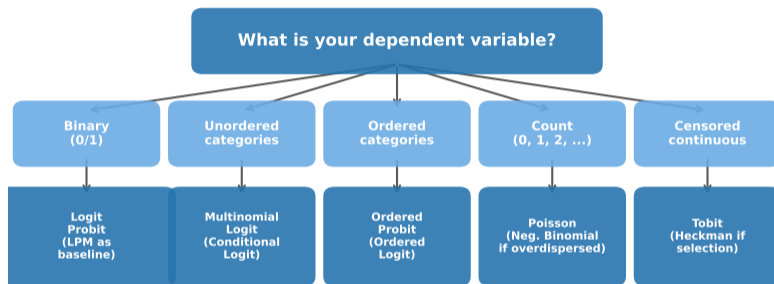 What is your dependent variable?
Binary
(0/1)
Unordered
categories
Ordered
categories
Count
(0, 1, 2, ...)
Censored
continuous
Logit
Probit
(LPM as
baseline)
Multinomial
Logit
(Conditional
Logit)
Ordered
Probit
(Ordered
Logit)
Poisson
(Neg. Binomial
if overdispersed)
Tobit
(Heckman if
selection)